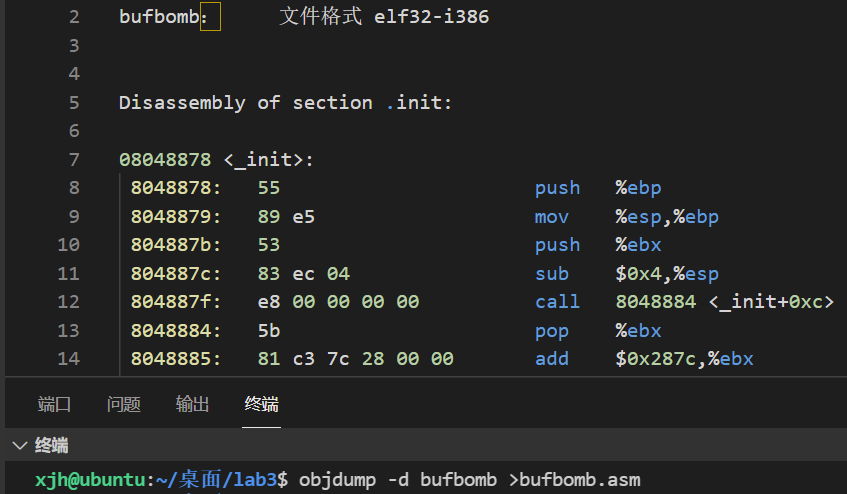 2 bufbomb:     文件格式 elf32-i386
3
4
5 Disassembly of section .init:
6
7 08048878 <_init>:
8 8048878: 55 push %ebp
9 8048879: 89 e5 mov %esp,%ebp
10 804887b: 53 push %ebx
11 804887c: 83 ec 04 sub $0x4,%esp
12 804887f: e8 00 00 00 00 call 8048884 <_init+0xc>
13 8048884: 5b pop %ebx
14 8048885: 81 c3 7c 28 00 00 add $0x287c,%ebx
端口 问题 输出 终端
终端
xjh@ubuntu:~/桌面/lab3$ objdump -d bufbomb >bufbomb.asm